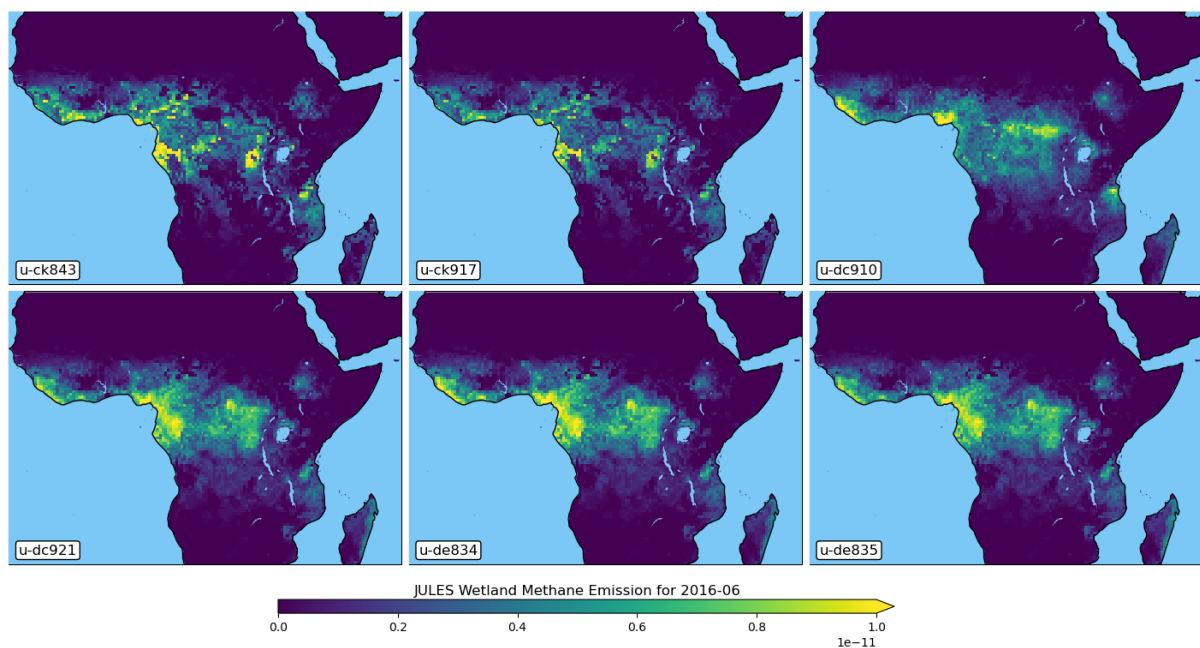 u-ck843
u-ck917
u-dc910
u-dc921
u-de834
u-de835
JULES Wetland Methane Emission for 2016-06
0.0 0.2 0.4 0.6 0.8 1.0
1e−11